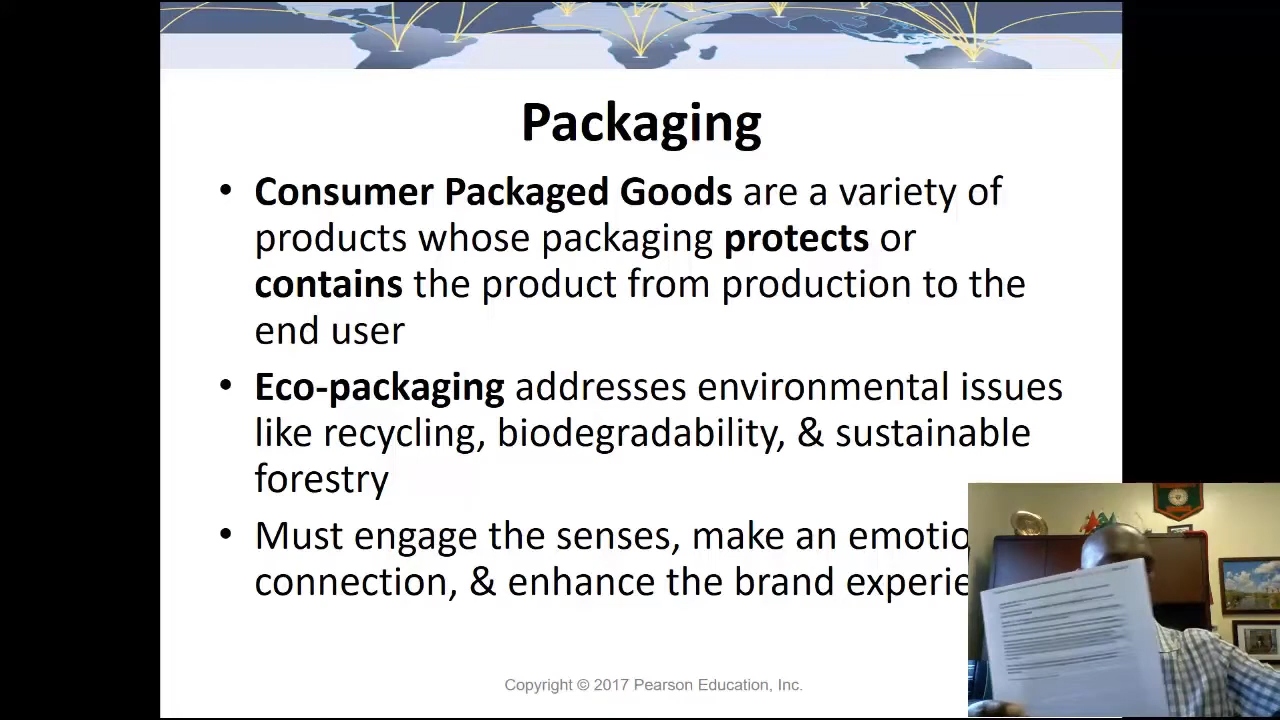 Packaging
• Consumer Packaged Goods are a variety of
products whose packaging protects or
contains the product from production to the
end user
• Eco-packaging addresses environmental issues
like recycling, biodegradability, & sustainable
forestry
• Must engage the senses, make an emotio
connection, & enhance the brand experie
Copyright © 2017 Pearson Education, Inc.